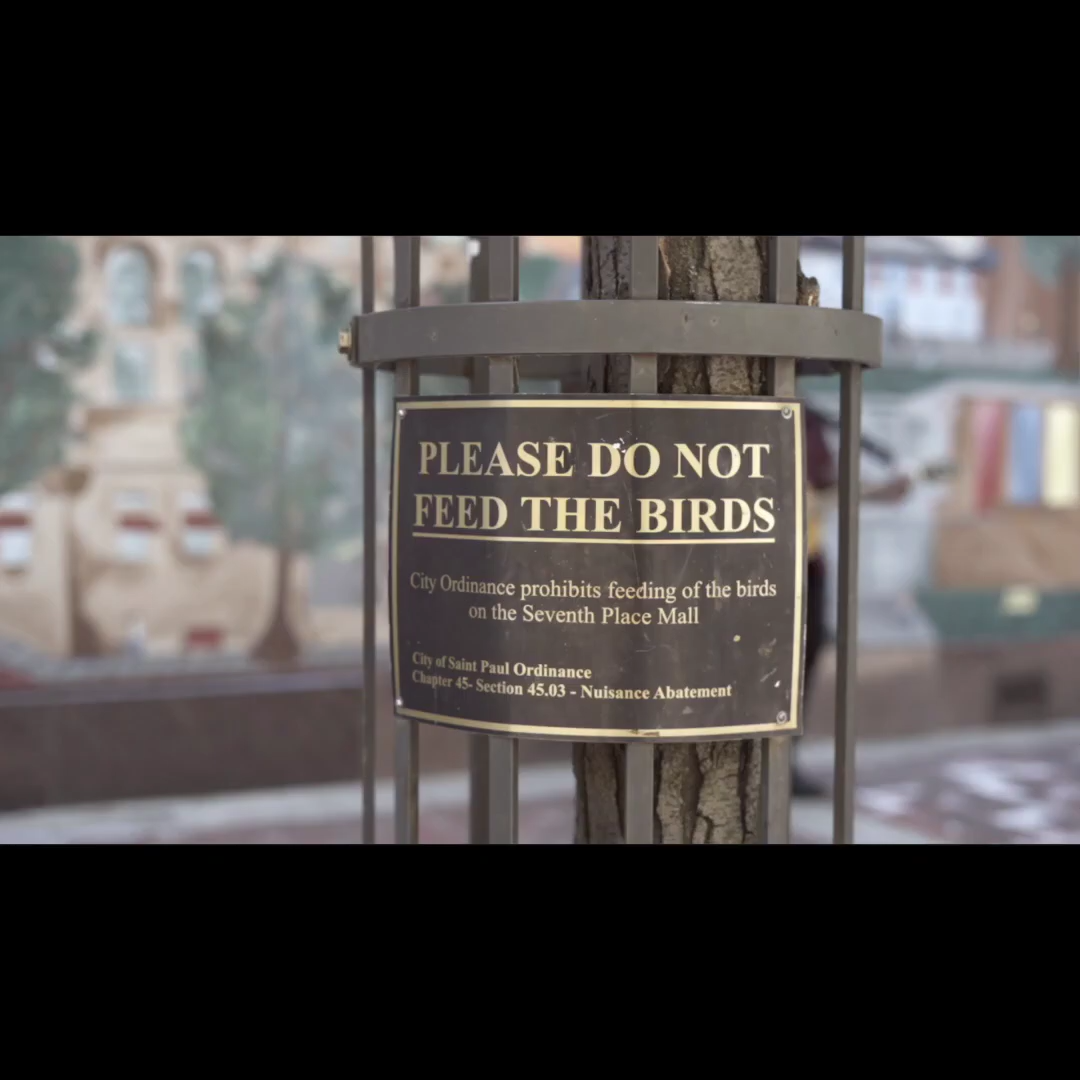 PLEASE DO NOT
FEED THE BIRDS
City Ordinance prohibits feeding of the birds
on the Seventh Place Mall
City of Saint Paul Ordinance
Chapter 45- Section 45.03 - Nuisance Abatement